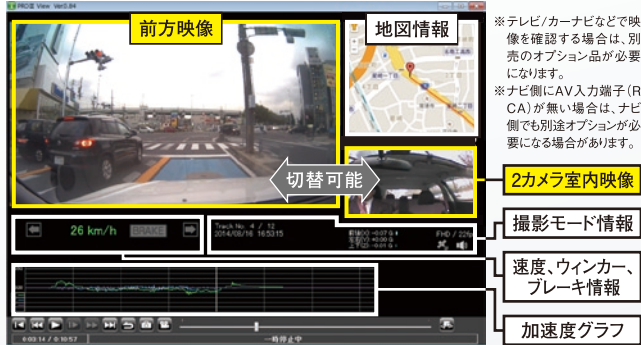 PROⅢ View Ver0.84
前方映像
地図情報
※テレビ/カーナビなどで映
像を確認する場合は、別
売のオプション品が必要
になります。
※ナビ側にAV入力端子(R
CA)が無い場合は、ナビ
側でも別途オプションが必
要になる場合があります。
切替可能
2カメラ室内映像
撮影モード情報
速度、ウィンカー、
ブレーキ情報
加速度グラフ
26 km/h BRAKE
Track No. 4 / 12
2014/08/16 165315
FHD / 22fps
0:03:14 / 0:10:57
一時停止中